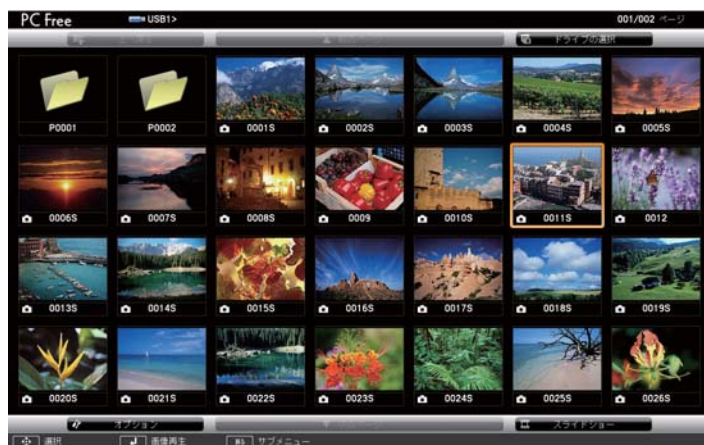 PC Free USB1> 001/002 ページ
ドライブの選択
P0001 P0002 0001S 0002S 0003S 0004S 0005S
0006S 0007S 0008S 0009 0010S 0011S 0012
0013S 0014S 0015S 0016S 0017S 0018S 0019S
0020S 0021S 0022S 0023S 0024S 0025S 0026S
オプション スライドショー
選択 画像再生 Esc サブメニュー